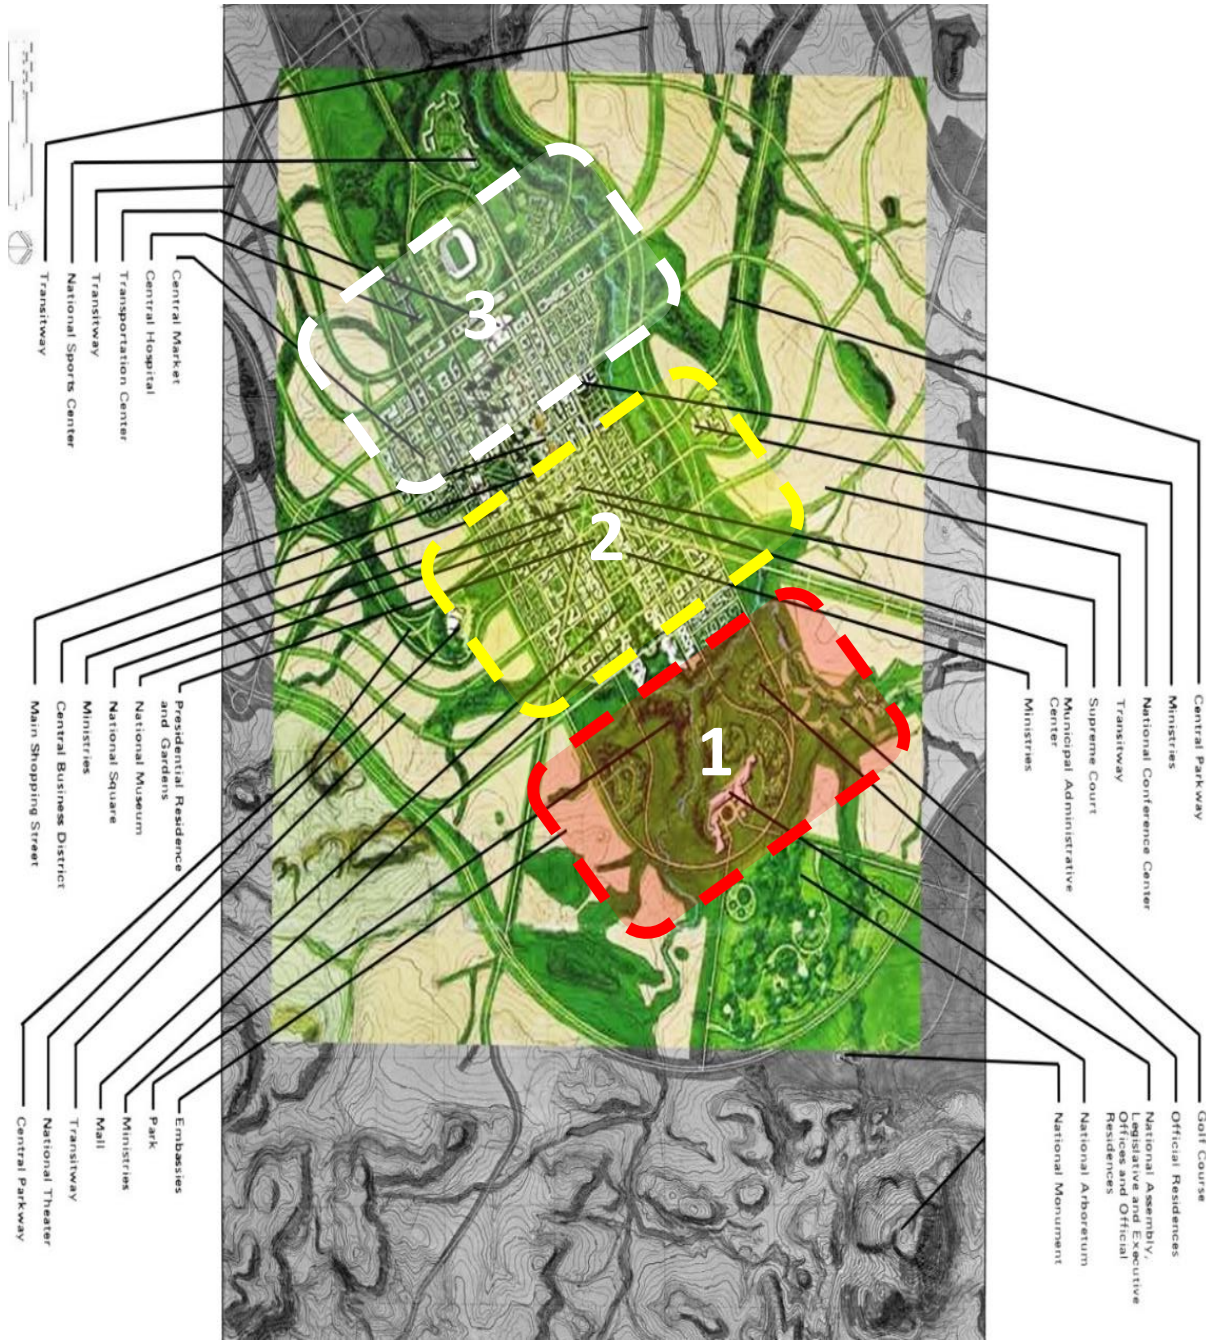 Transitway
National Sports Center
Transitway
Transportation Center
Central Hospital
Central Market
3
2
1
Main Shopping Street
Central Business District
Ministries
National Square
National Museum
Presidential Residence
and Gardens
Ministries
Municipal Administrative
Center
Supreme Court
Transitway
National Conference Center
Ministries
Central Parkway
Central Parkway
National Theater
Transitway
Mall
Ministries
Park
Embassies
National Monument
National Arboretum
National Assembly,
Legislative and Executive
Offices and Official
Residences
Official Residences
Golf Course